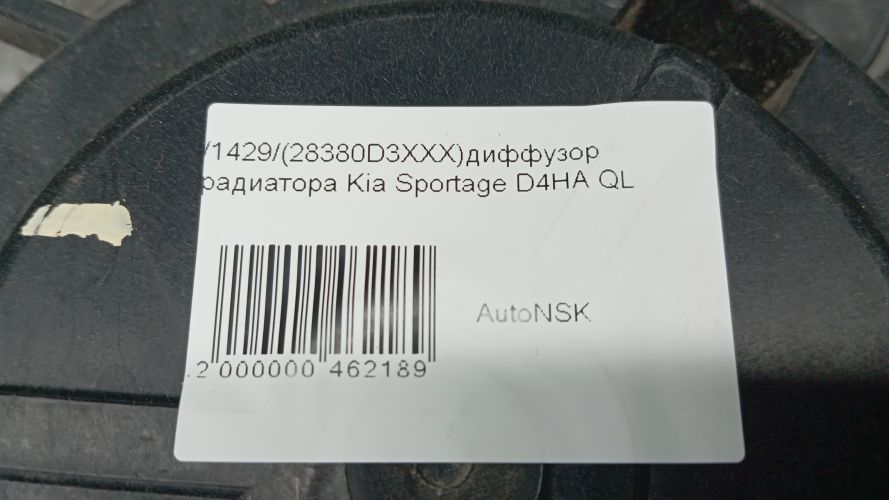 /1429/(28380D3XXX)диффузор
радиатора Kia Sportage D4HA QL
AutoNSK
2 000000 462189